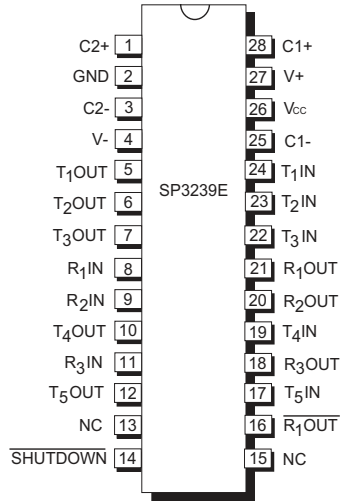 C2+ 1 28 C1+
GND 2 27 V+
C2- 3 26 Vcc
V- 4 25 C1-
T1OUT 5 24 T1IN
SP3239E
T2OUT 6 23 T2IN
T3OUT 7 22 T3IN
R1IN 8 21 R1OUT
R2IN 9 20 R2OUT
T4OUT 10 19 T4IN
R3IN 11 18 R3OUT
T5OUT 12 17 T5IN
NC 13 16 R1OUT
SHUTDOWN 14 15 NC